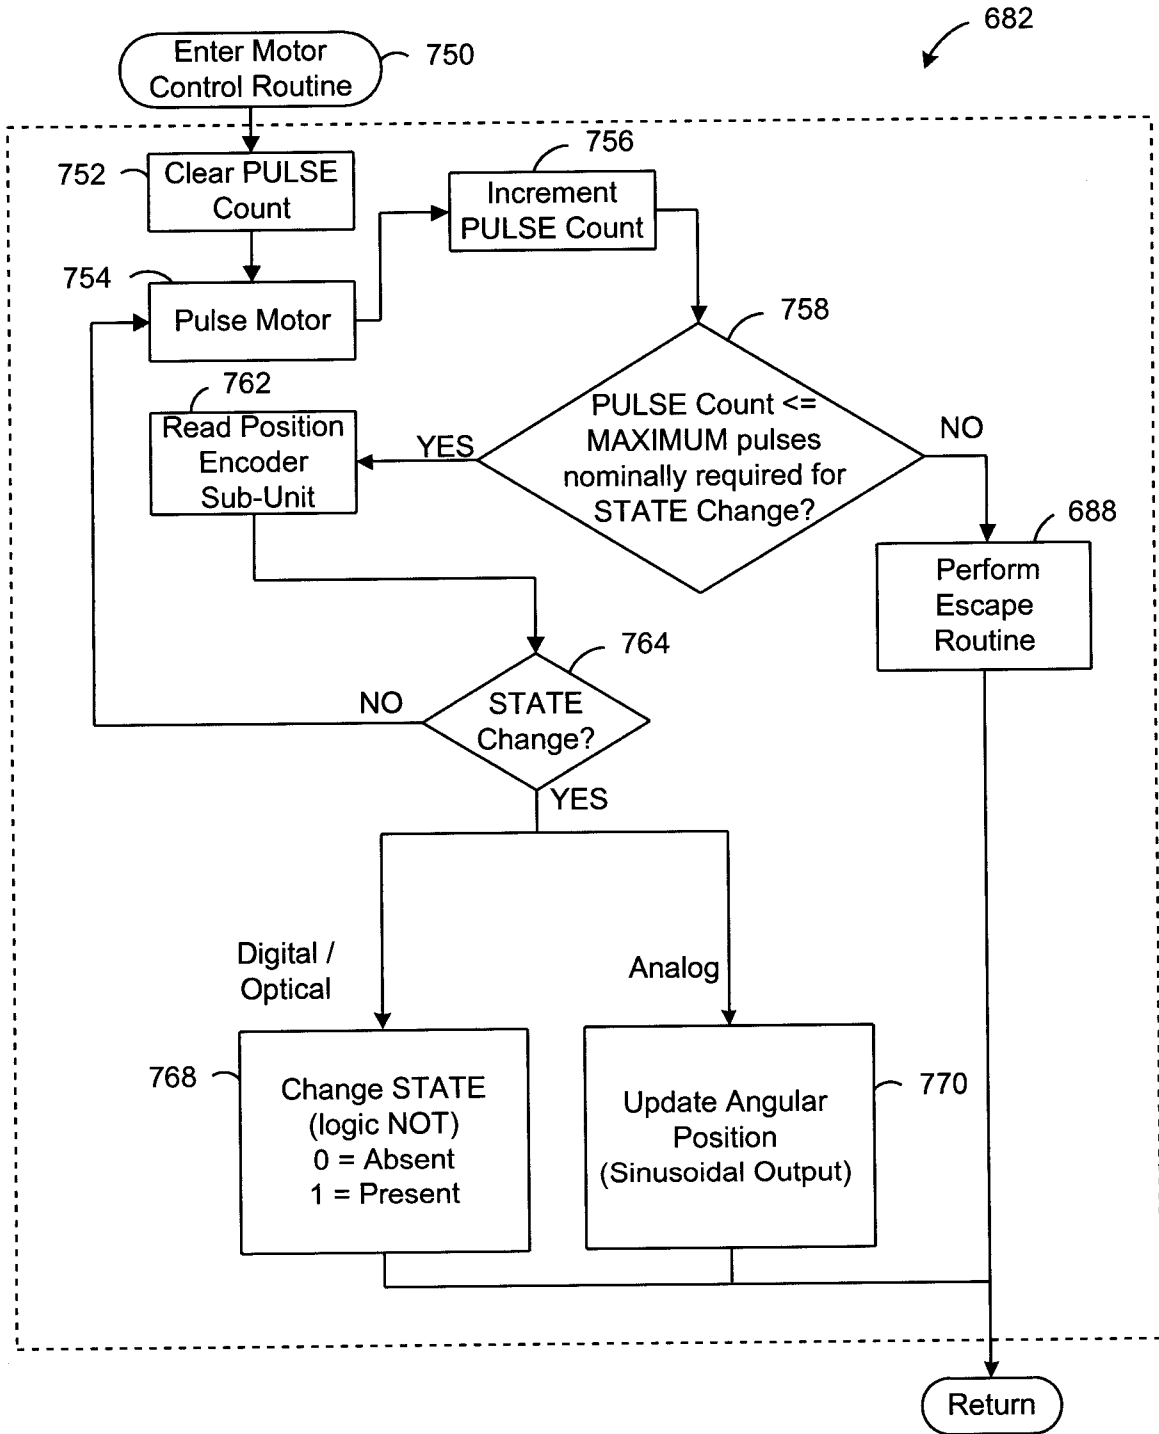 682
Enter Motor
Control Routine
750
752
Clear PULSE
Count
756
Increment
PULSE Count
754
Pulse Motor
758
PULSE Count <=
MAXIMUM pulses
nominally required for
STATE Change?
YES
NO
762
Read Position
Encoder
Sub-Unit
688
Perform
Escape
Routine
764
STATE
Change?
NO
YES
Digital /
Optical
Analog
768
Change STATE
(logic NOT)
0 = Absent
1 = Present
770
Update Angular
Position
(Sinusoidal Output)
Return